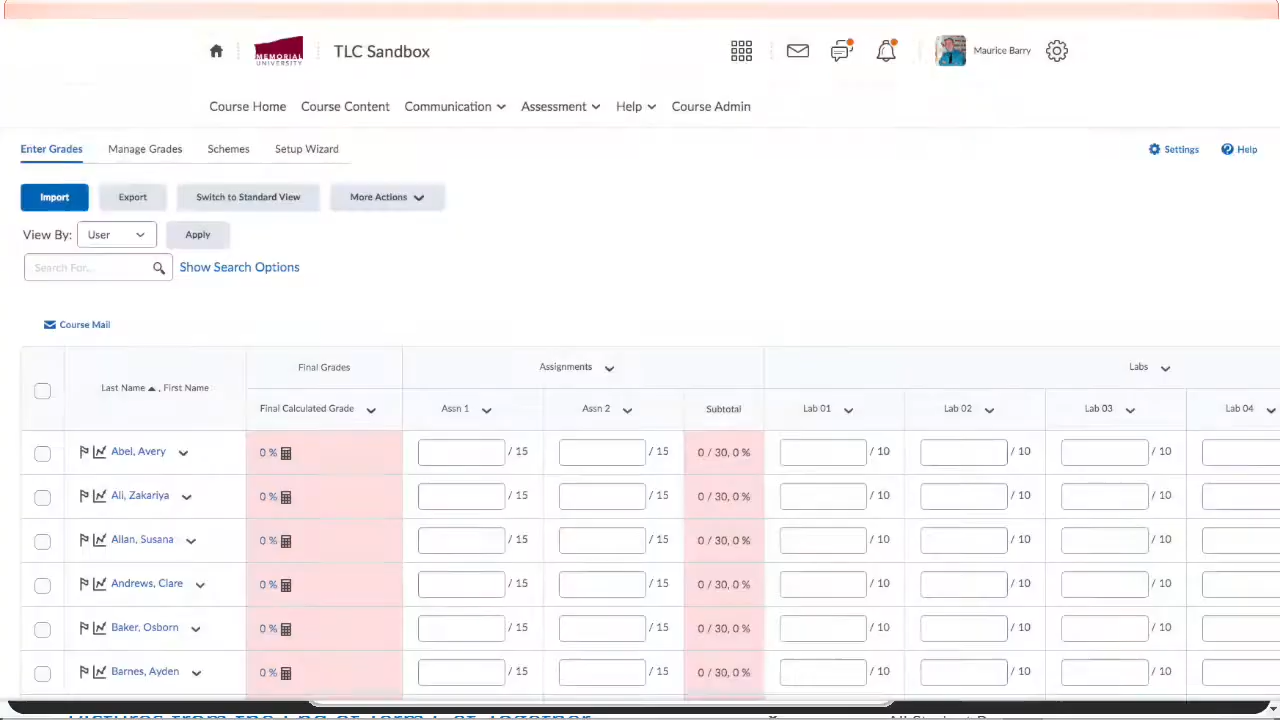 MEMORIAL
UNIVERSITY
TLC Sandbox
Maurice Barry
Course Home Course Content Communication Assessment Help Course Admin
Enter Grades Manage Grades Schemes Setup Wizard Settings Help
Import Export Switch to Standard View More Actions
View By: User Apply
Search For... Show Search Options
Course Mail
Final Grades Assignments Labs
Last Name , First Name
Final Calculated Grade Assn 1 Assn 2 Subtotal Lab 01 Lab 02 Lab 03 Lab 04
Abel, Avery 0 % / 15 / 15 0 / 30, 0 % / 10 / 10 / 10
Ali, Zakariya 0 % / 15 / 15 0 / 30, 0 % / 10 / 10 / 10
Allan, Susana 0 % / 15 / 15 0 / 30, 0 % / 10 / 10 / 10
Andrews, Clare 0 % / 15 / 15 0 / 30, 0 % / 10 / 10 / 10
Baker, Osborn 0 % / 15 / 15 0 / 30, 0 % / 10 / 10 / 10
Barnes, Ayden 0 % / 15 / 15 0 / 30, 0 % / 10 / 10 / 10